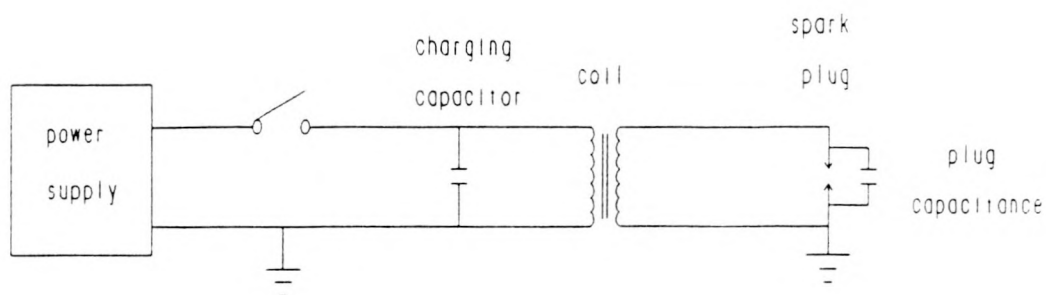 charging
capacitor
coil
spark
plug
power
supply
plug
capacitance